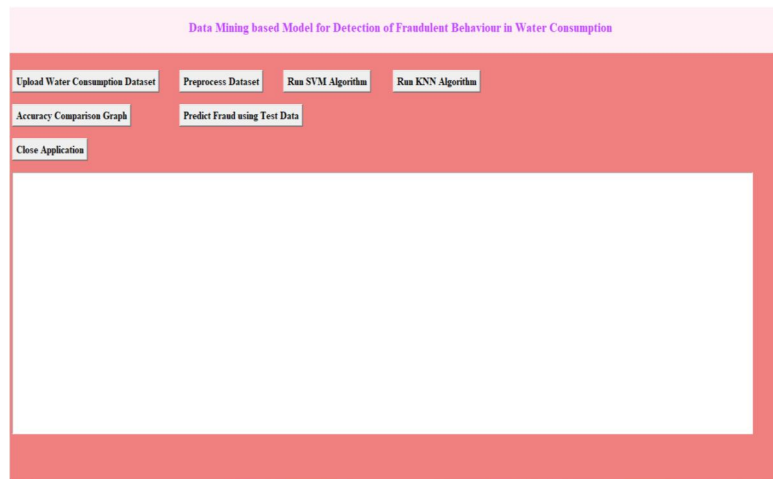 Data Mining based Model for Detection of Fraudulent Behaviour in Water Consumption
Upload Water Consumption Dataset
Preprocess Dataset
Run SVM Algorithm
Run KNN Algorithm
Accuracy Comparison Graph
Predict Fraud using Test Data
Close Application